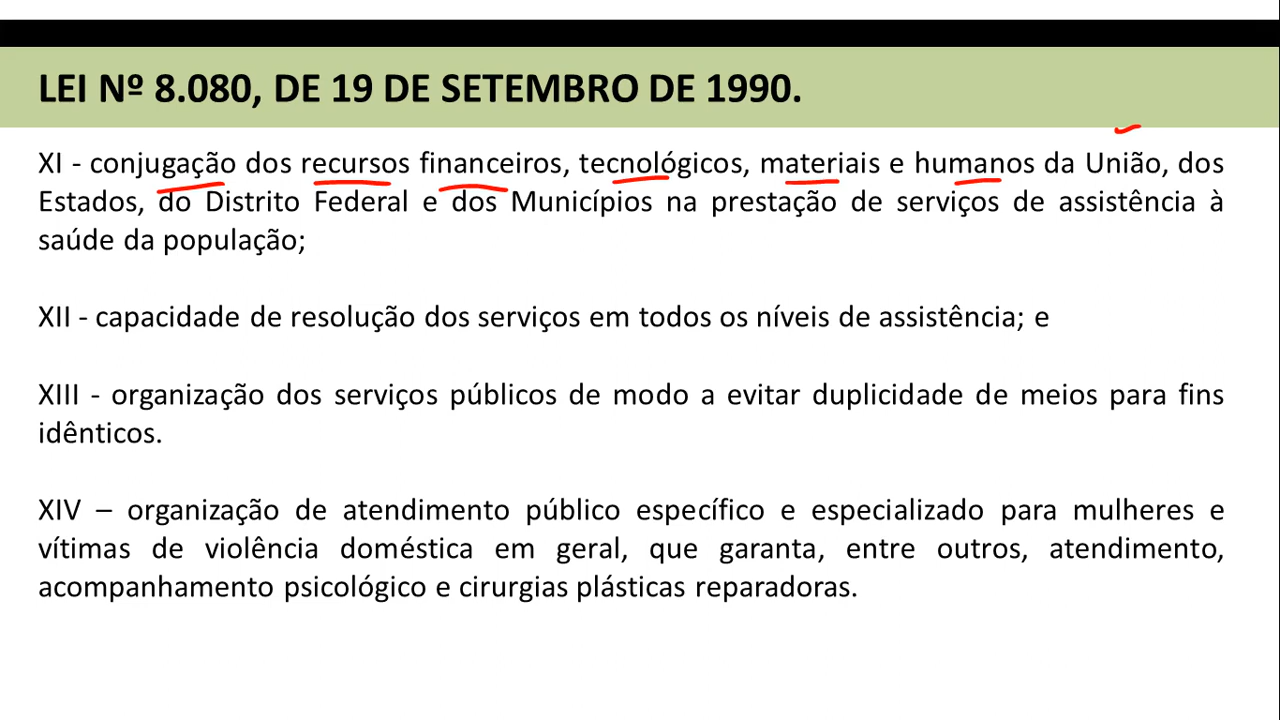 LEI Nº 8.080, DE 19 DE SETEMBRO DE 1990.
XI - conjugação dos recursos financeiros, tecnológicos, materiais e humanos da União, dos
Estados, do Distrito Federal e dos Municípios na prestação de serviços de assistência à
saúde da população;
XII - capacidade de resolução dos serviços em todos os níveis de assistência; e
XIII - organização dos serviços públicos de modo a evitar duplicidade de meios para fins
idênticos.
XIV – organização de atendimento público específico e especializado para mulheres e
vítimas de violência doméstica em geral, que garanta, entre outros, atendimento,
acompanhamento psicológico e cirurgias plásticas reparadoras.